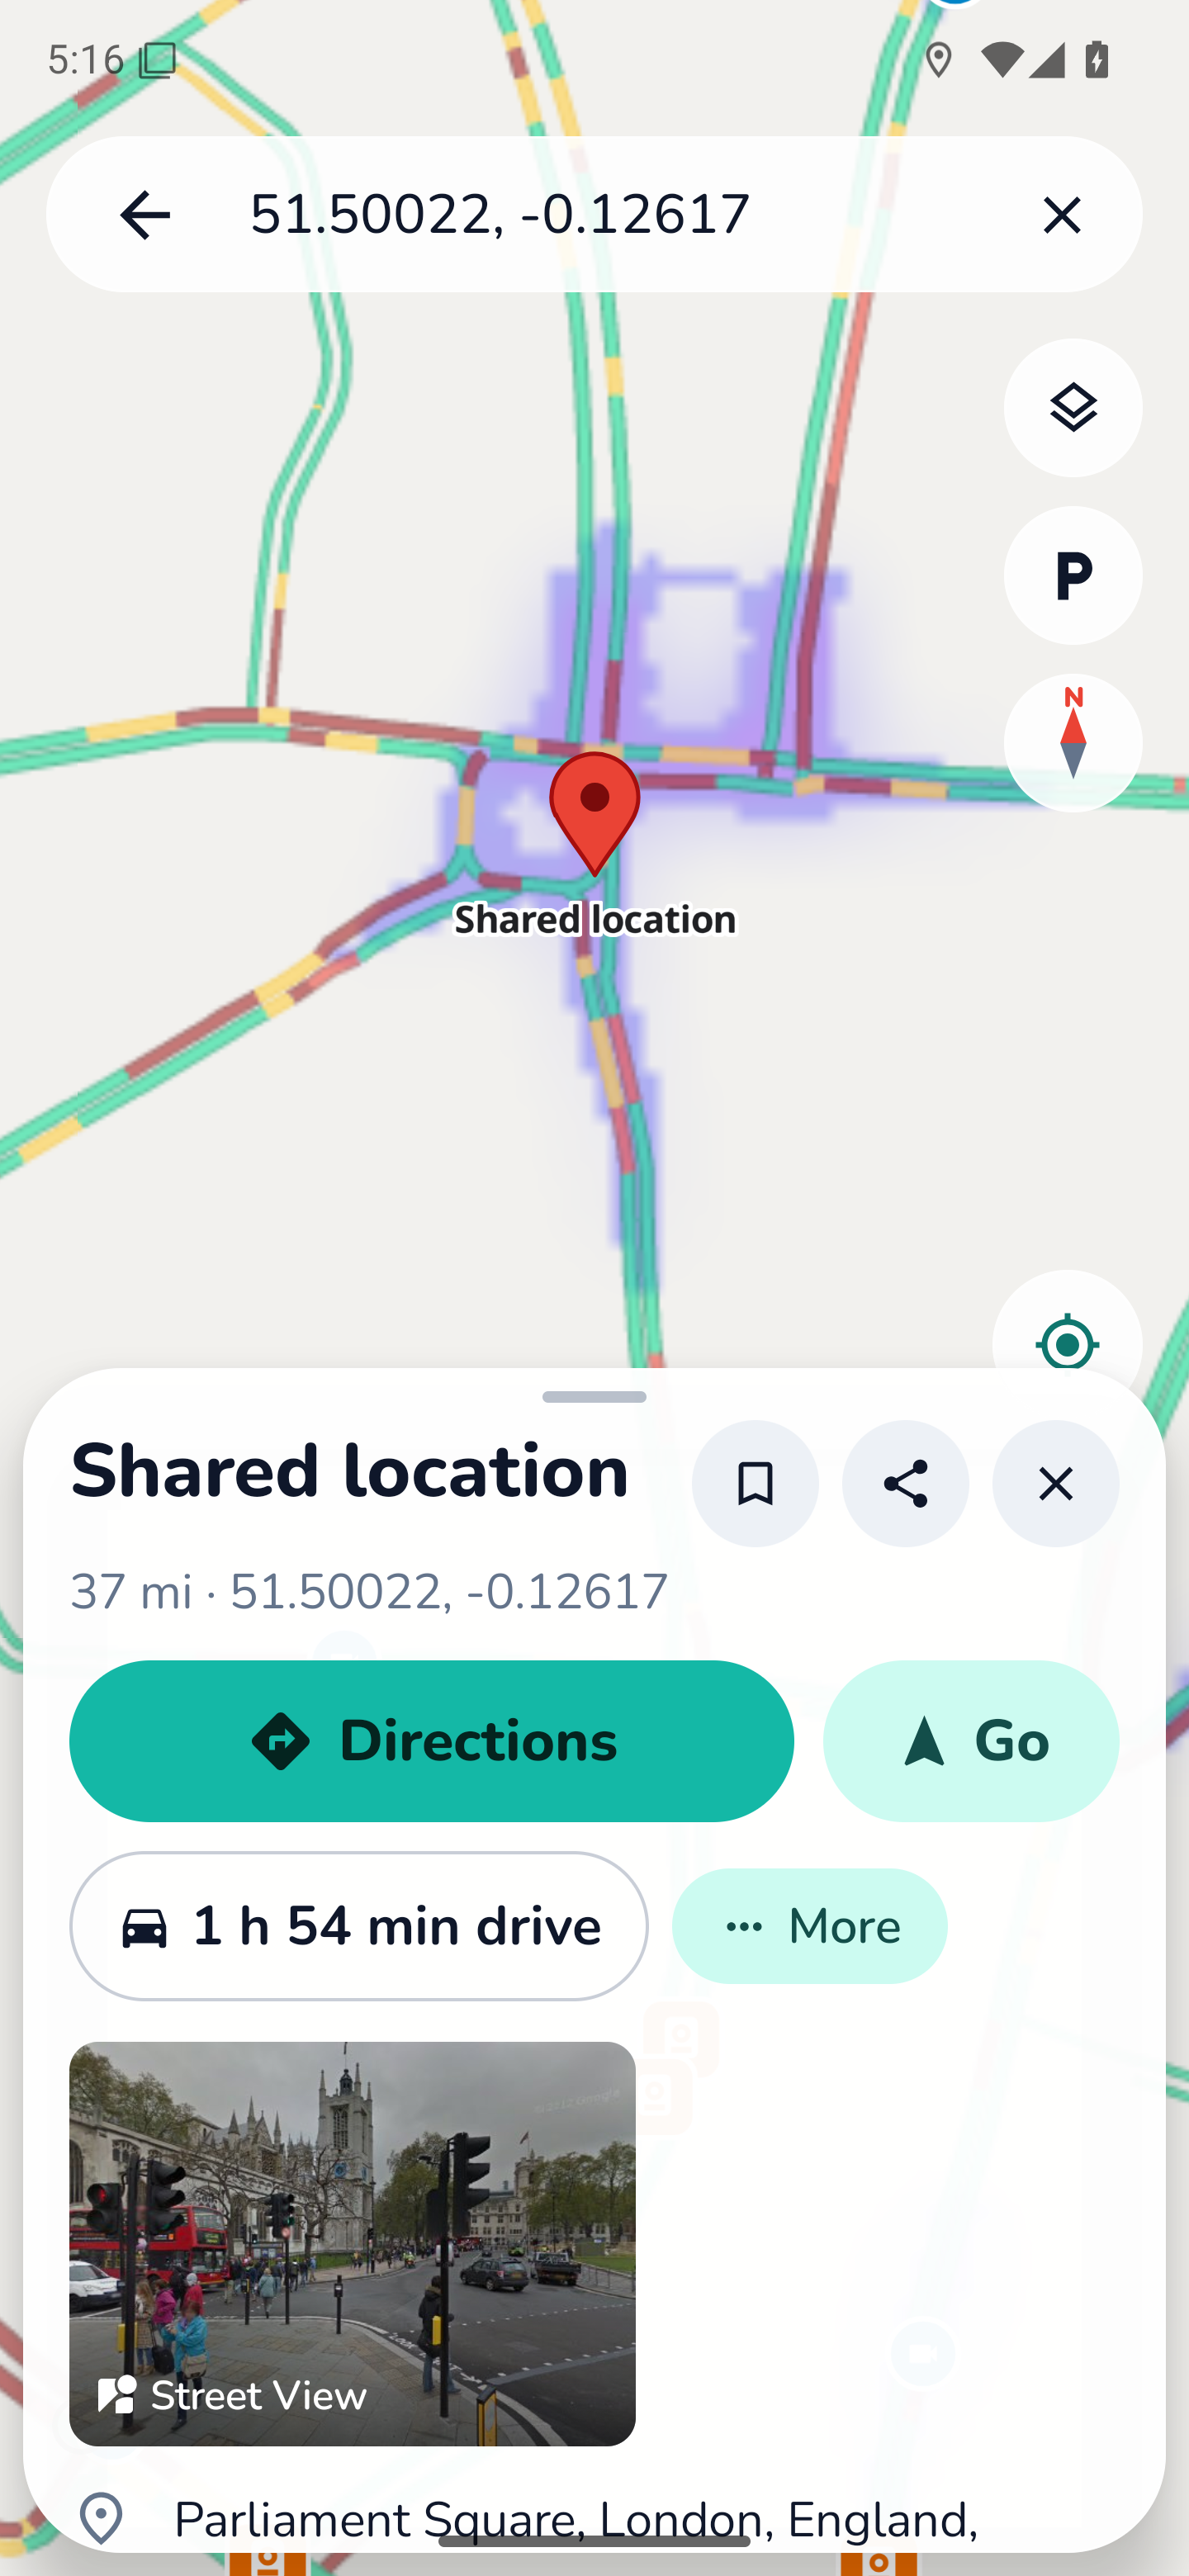 5:16
51.50022, -0.12617
P
N
Shared location
Shared location
37 mi · 51.50022, -0.12617
Directions
Go
1 h 54 min drive
More
Street View
Parliament Square, London, England,